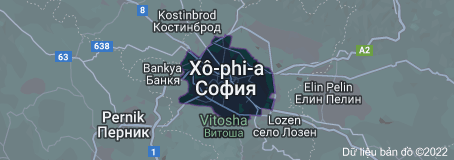 8
Kostinbrod
Костинброд
638
A2
Bankya
Банкя
Xô-phi-a
София
Elin Pelin
Елин Пелин
Pernik
Перник
Vitosha
Витоша
Lozen
село Лозен
1
Dữ liệu bản đồ ©2022